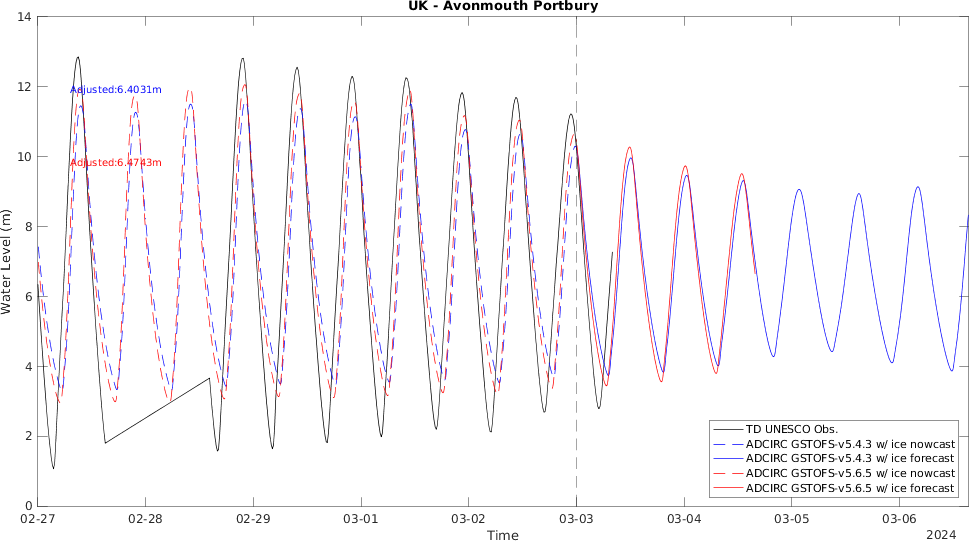 UK - Avonmouth Portbury
14
12
10
8
6
4
2
0
Water Level (m)
Adjusted:6.4031m
Adjusted:6.4743m
TD UNESCO Obs.
ADCIRC GSTOFS-v5.4.3 w/ ice nowcast
ADCIRC GSTOFS-v5.4.3 w/ ice forecast
ADCIRC GSTOFS-v5.6.5 w/ ice nowcast
ADCIRC GSTOFS-v5.6.5 w/ ice forecast
02-27 02-28 02-29 03-01 03-02 03-03 03-04 03-05 03-06
Time
2024